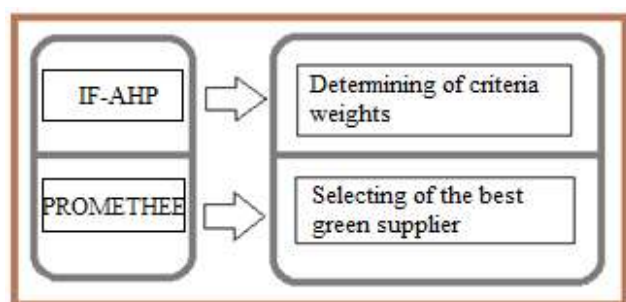 IF-AHP
Determining of criteria
weights
PROMETHEE
Selecting of the best
green supplier